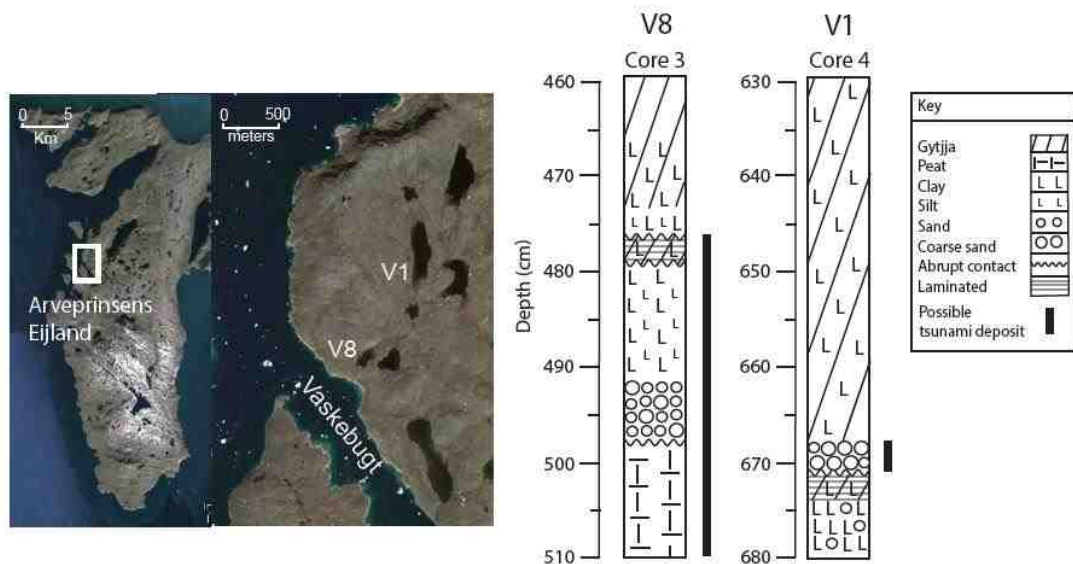 0 5
Km
0 500
meters
Arveprinsens
Eijland
V1
V8
Vaskebugt
V8
Core 3
460
470
480
490
500
510
Depth (cm)
L L
L L
L L
L L L L
L L L
L L
L L
L L
L L
L L
L L
V1
Core 4
630
640
650
660
670
680
L
L
L
L
L
L
L
L
L
L
L
L
L L L
L L L
L L L
L L L
Key
Gytjja
Peat
Clay
L L L
Silt
L L L
Sand
Coarse sand
Abrupt contact
Laminated
Possible
tsunami deposit